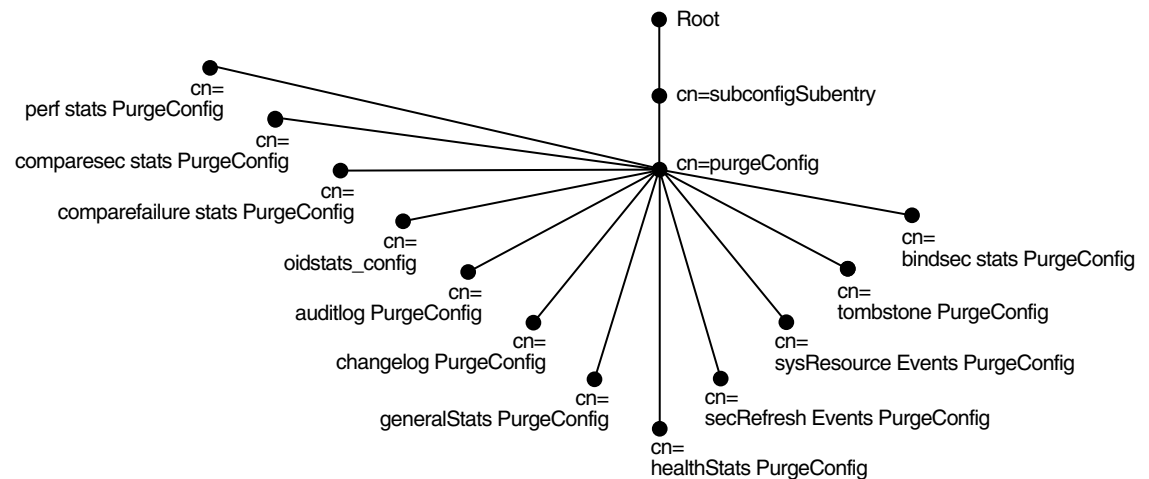 Root
cn=subconfigSubentry
cn=purgeConfig
cn=
perf stats PurgeConfig
cn=
comparesec stats PurgeConfig
cn=
comparefailure stats PurgeConfig
cn=
oidstats_config
cn=
auditlog PurgeConfig
cn=
changelog PurgeConfig
cn=
generalStats PurgeConfig
cn=
healthStats PurgeConfig
cn=
secRefresh Events PurgeConfig
cn=
sysResource Events PurgeConfig
cn=
tombstone PurgeConfig
cn=
bindsec stats PurgeConfig